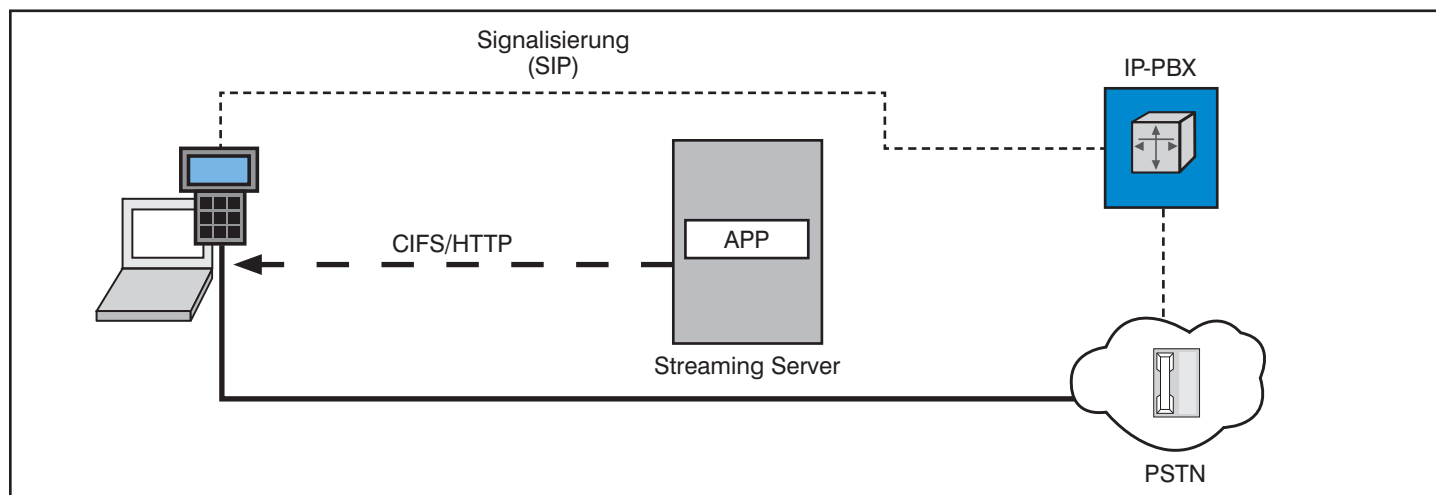 Signalisierung
(SIP)
IP-PBX
CIFS/HTTP
APP
Streaming Server
PSTN